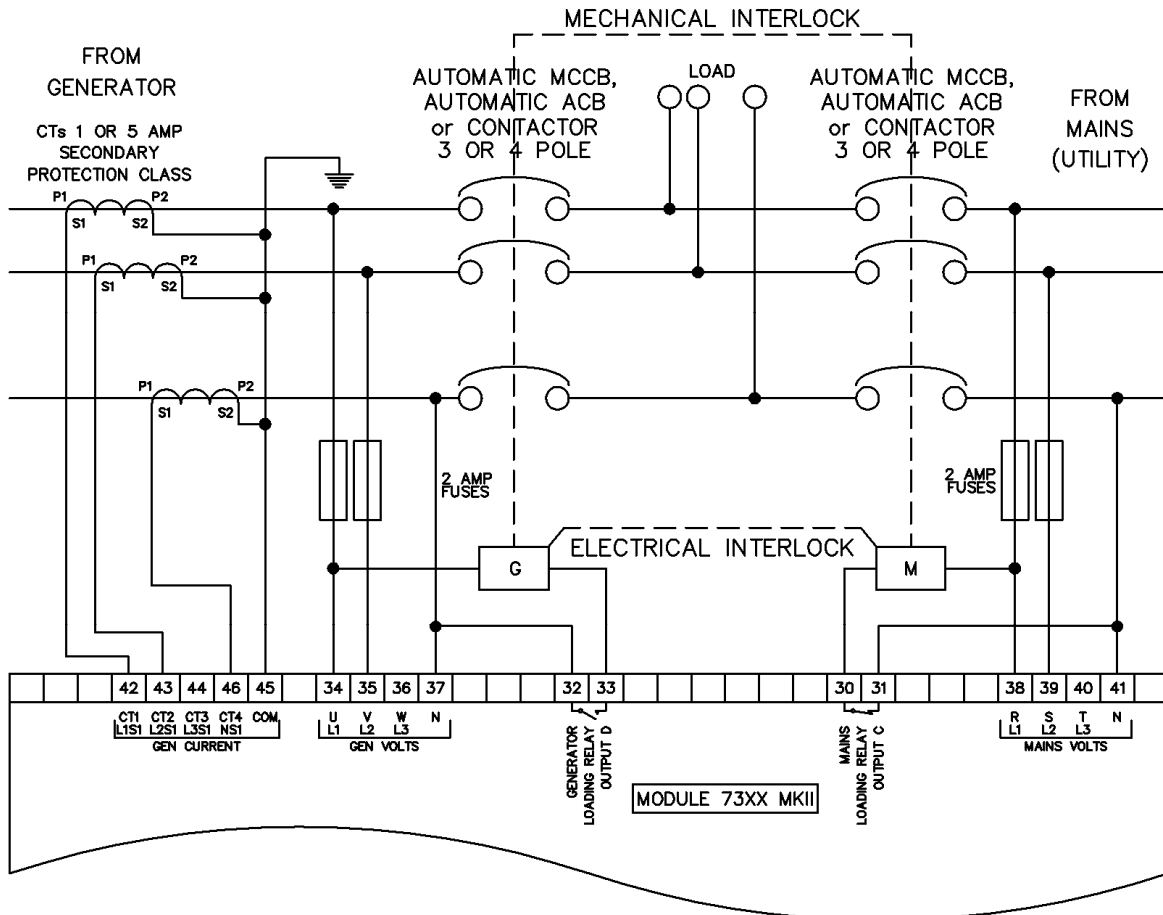 MECHANICAL INTERLOCK
FROM
GENERATOR
CTs 1 OR 5 AMP
SECONDARY
PROTECTION CLASS
AUTOMATIC MCCB,
AUTOMATIC ACB
or CONTACTOR
3 OR 4 POLE
LOAD
AUTOMATIC MCCB,
AUTOMATIC ACB
or CONTACTOR
3 OR 4 POLE
FROM
MAINS
(UTILITY)
P1 P2
S1 S2
P1 P2
S1 S2
P1 P2
S1 S2
2 AMP
FUSES
2 AMP
FUSES
ELECTRICAL INTERLOCK
G
M
42 43 44 46 45 34 35 36 37 32 33 30 31 38 39 40 41
CT1 CT2 CT3 CT4 COM
L1S1 L2S1 L3S1 NS1
GEN CURRENT
U V W N
L1 L2 L3
GEN VOLTS
GENERATOR
LOADING RELAY
OUTPUT D
MAINS
LOADING RELAY
OUTPUT C
R S T N
L1 L2 L3
MAINS VOLTS
MODULE 73XX MKII